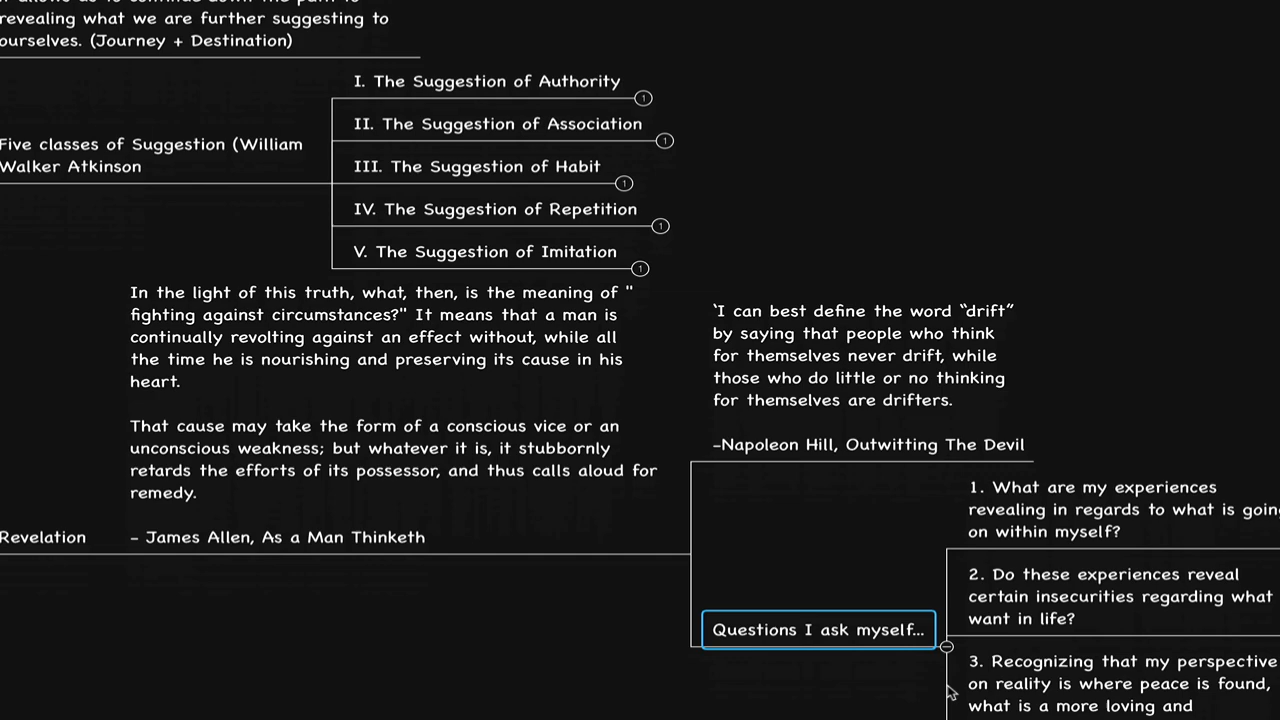 revealing what we are further suggesting to
ourselves. (Journey + Destination)
Five classes of Suggestion (William
Walker Atkinson
I. The Suggestion of Authority
1
II. The Suggestion of Association
1
III. The Suggestion of Habit
1
IV. The Suggestion of Repetition
1
V. The Suggestion of Imitation
1
Revelation
In the light of this truth, what, then, is the meaning of "
fighting against circumstances?" It means that a man is
continually revolting against an effect without, while all
the time he is nourishing and preserving its cause in his
heart.
That cause may take the form of a conscious vice or an
unconscious weakness; but whatever it is, it stubbornly
retards the efforts of its possessor, and thus calls aloud for
remedy.
– James Allen, As a Man Thinketh
‘I can best define the word “drift”
by saying that people who think
for themselves never drift, while
those who do little or no thinking
for themselves are drifters.
–Napoleon Hill, Outwitting The Devil
Questions I ask myself...
1. What are my experiences
revealing in regards to what is goin
on within myself?
2. Do these experiences reveal
certain insecurities regarding what
want in life?
3. Recognizing that my perspective
on reality is where peace is found,
what is a more loving and